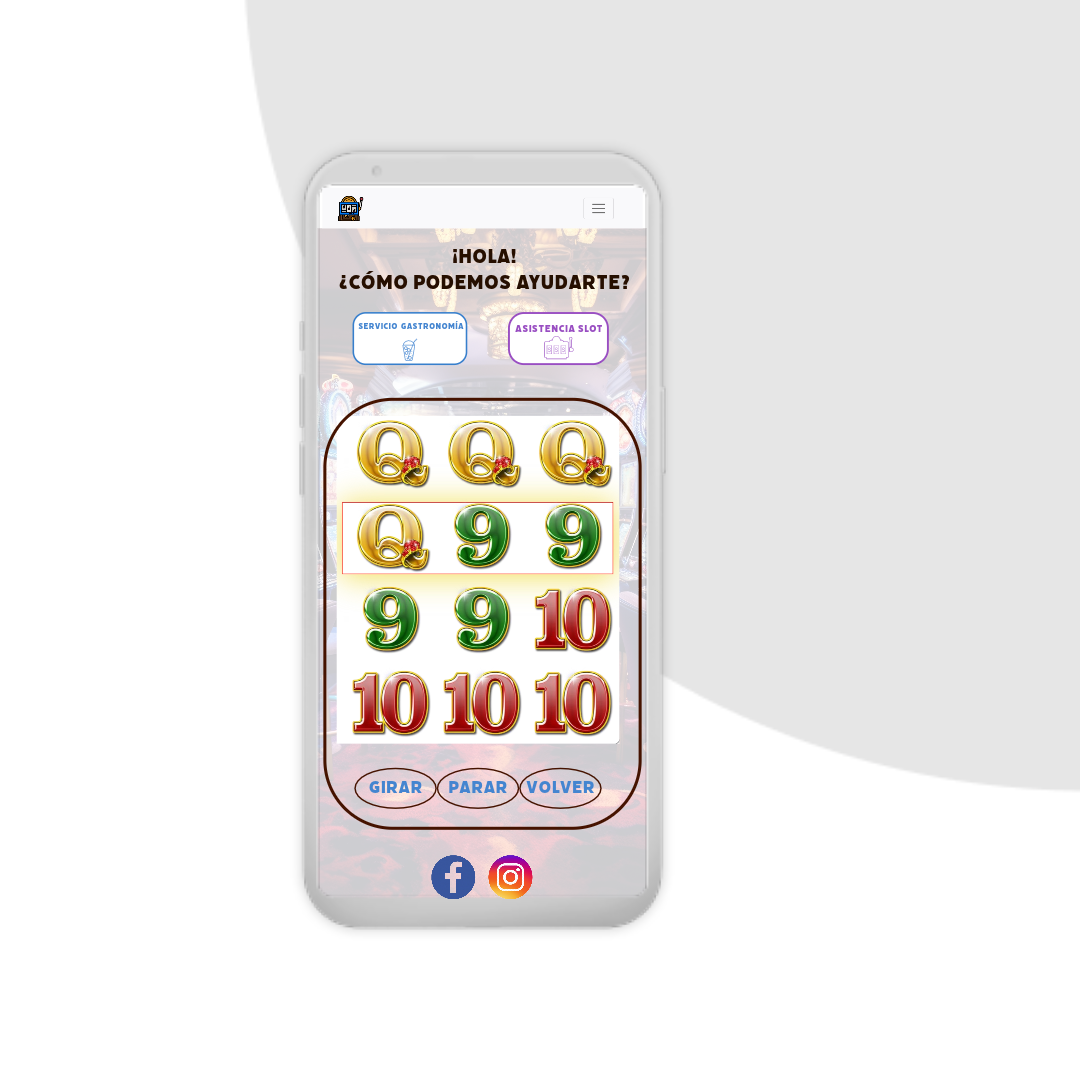 ¡HOLA!
¿CÓMO PODEMOS AYUDARTE?
SERVICIO GASTRONOMÍA
ASISTENCIA SLOT
Q Q Q
Q 9 9
9 9 10
10 10 10
GIRAR PARAR VOLVER